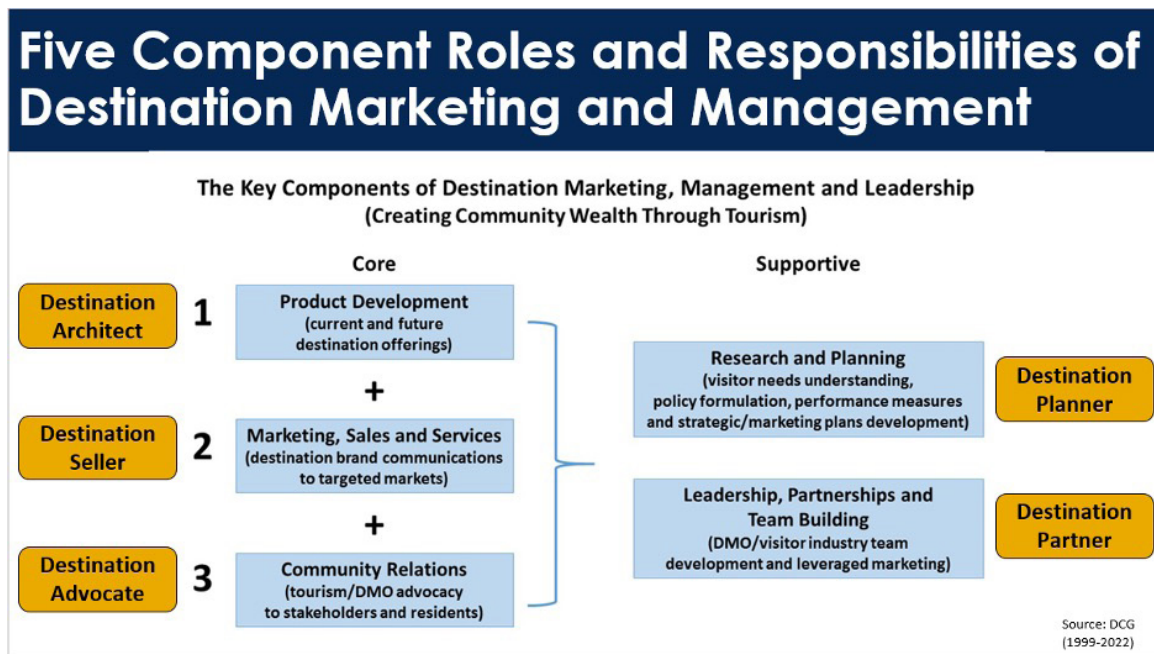 Five Component Roles and Responsibilities of
Destination Marketing and Management
The Key Components of Destination Marketing, Management and Leadership
(Creating Community Wealth Through Tourism)
Core
Supportive
Destination
Architect
1
Product Development
(current and future
destination offerings)
+
Destination
Seller
2
Marketing, Sales and Services
(destination brand communications
to targeted markets)
+
Destination
Advocate
3
Community Relations
(tourism/DMO advocacy
to stakeholders and residents)
Research and Planning
(visitor needs understanding,
policy formulation, performance measures
and strategic/marketing plans development)
Destination
Planner
Leadership, Partnerships and
Team Building
(DMO/visitor industry team
development and leveraged marketing)
Destination
Partner
Source: DCG
(1999-2022)